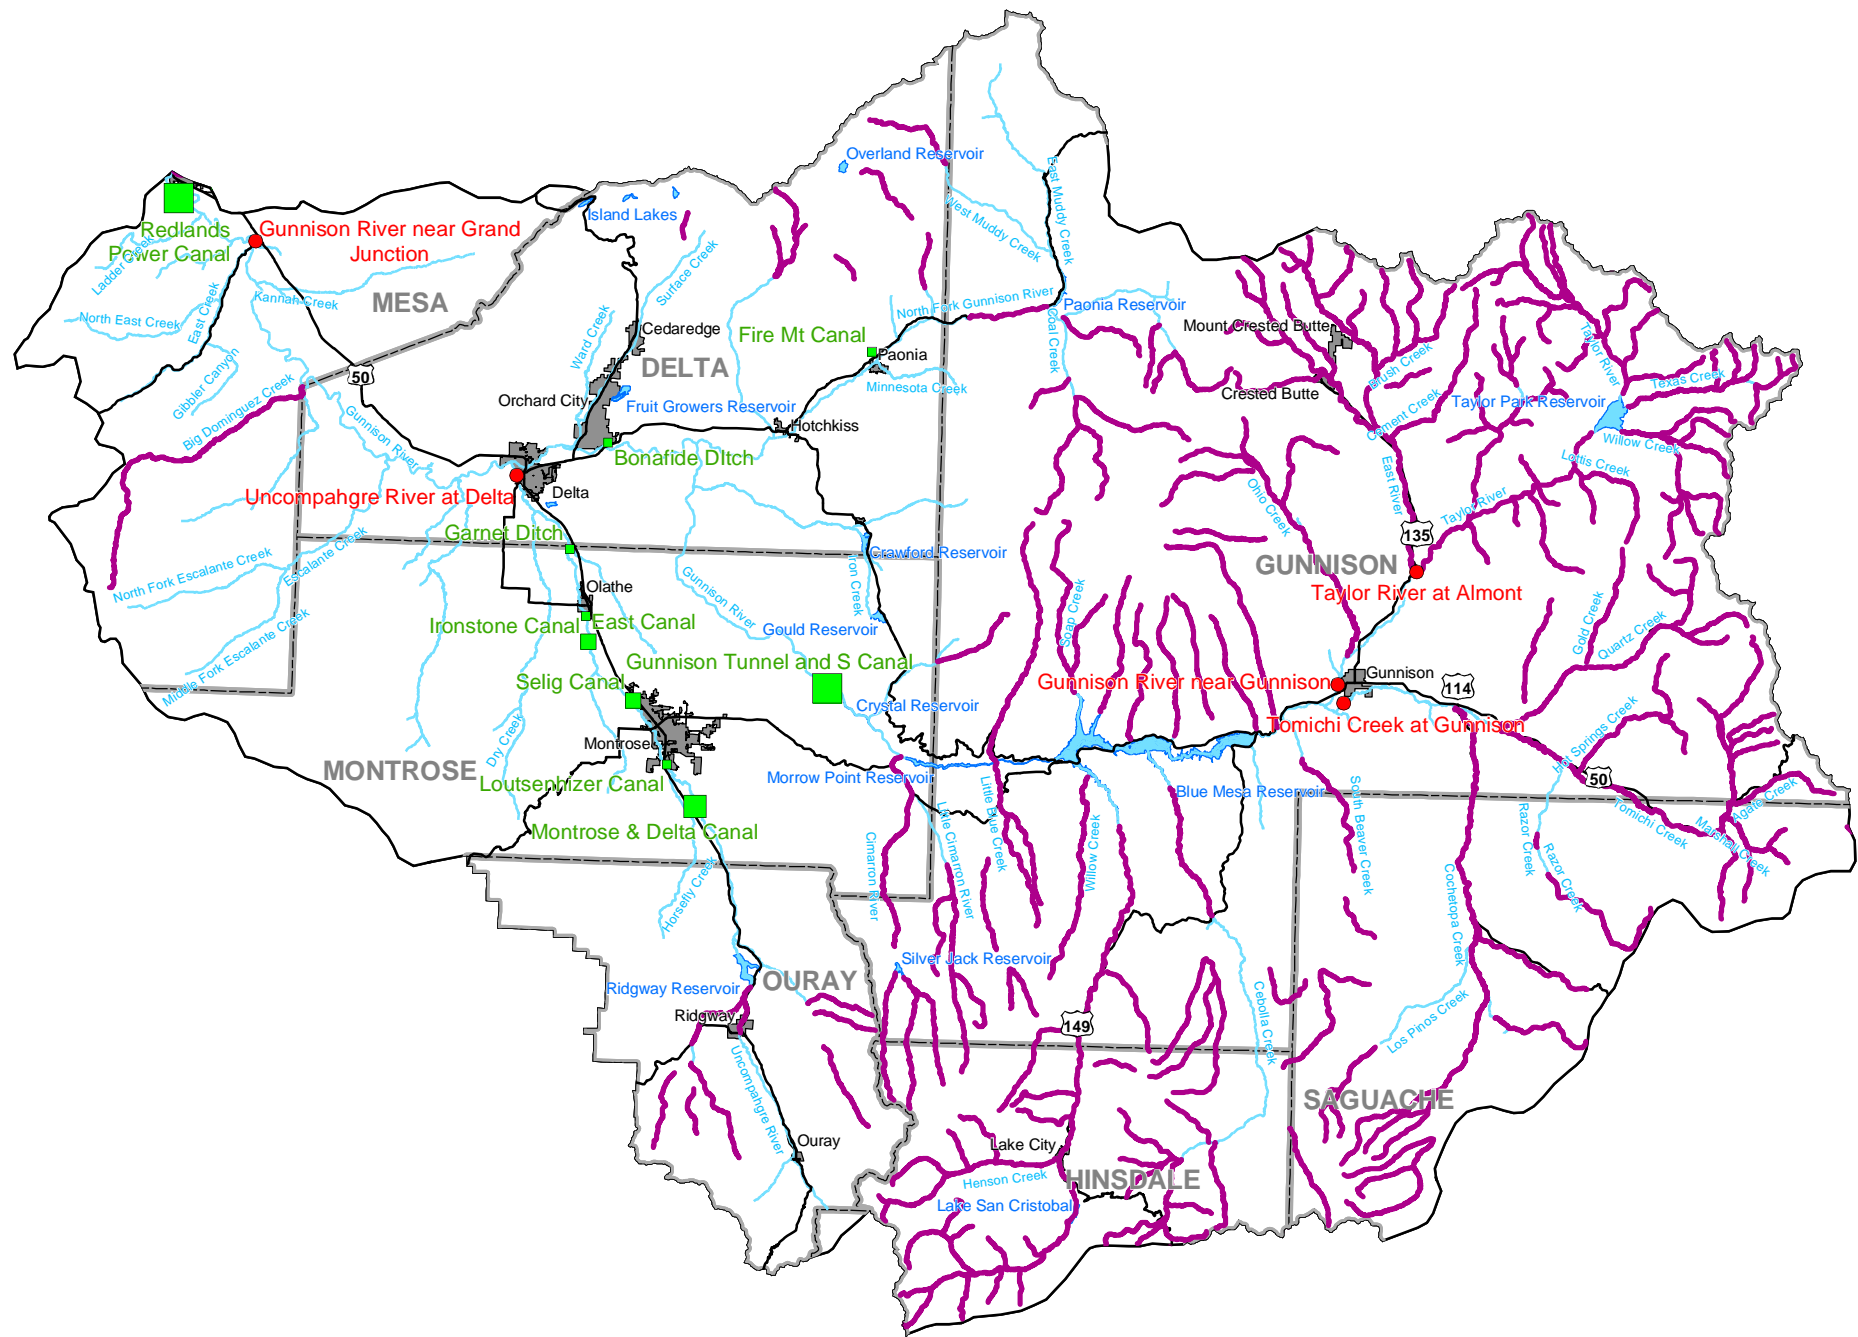 Overland Reservoir
East Muddy Creek
West Muddy Creek
Island Lakes
Redlands
Power Canal
Ladder Creek
Gunnison River near Grand
Junction
Surface Creek
Kannah Creek
MESA
North East Creek
East Creek
North Fork Gunnison River
Paonia Reservoir
Coal Creek
Cedaredge
Ward Creek
DELTA
Fire Mt Canal
Paonia
Minnesota Creek
Mount Crested Butte
Crested Butte
Brush Creek
Cement Creek
Taylor River
Texas Creek
Taylor Park Reservoir
Willow Creek
Lottis Creek
50
Gibbler Canyon
Big Dominguez Creek
Gunnison River
Orchard City
Fruit Growers Reservoir
Hotchkiss
Bonafide DItch
Uncompahgre River at Delta
Delta
East River
Ohio Creek
Taylor River
135
Garnet Ditch
Crawford Reservoir
GUNNISON
Taylor River at Almont
North Fork Escalante Creek
Escalante Creek
Middle Fork Escalante Creek
Olathe
Gunnison River
Iron Creek
Soap Creek
Gold Creek
Quartz Creek
Ironstone Canal
East Canal
Gould Reservoir
Gunnison Tunnel and S Canal
Selig Canal
Crystal Reservoir
Gunnison River near Gunnison
Gunnison
114
Tomichi Creek at Gunnison
Hot Springs Creek
Dry Creek
Montrose
MONTROSE
Loutsenhizer Canal
Morrow Point Reservoir
Blue Mesa Reservoir
50
Montrose & Delta Canal
Cimarron River
Little Cimarron River
Little Blue Creek
Willow Creek
South Beaver Creek
Cochetopa Creek
Razor Creek
Razor Creek
Tomichi Creek
Marshall Creek
Agate Creek
Horsefly Creek
Silver Jack Reservoir
OURAY
Ridgway Reservoir
Ridgway
149
Cebolla Creek
Los Pinos Creek
Uncompahgre River
SAGUACHE
Ouray
Lake City
HINSDALE
Henson Creek
Lake San Cristobal